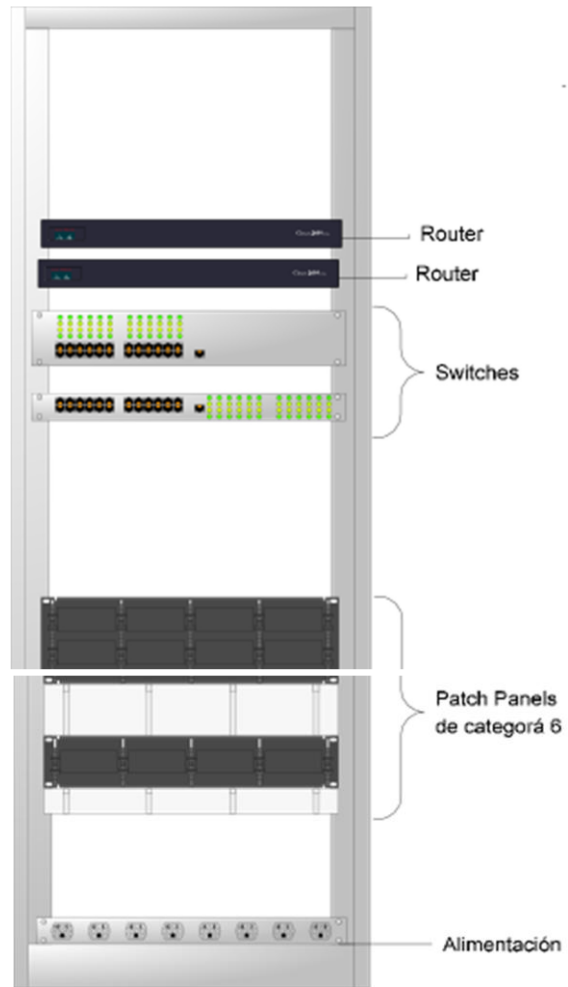 Router
Router
Switches
Patch Panels
de categorá 6
Alimentación